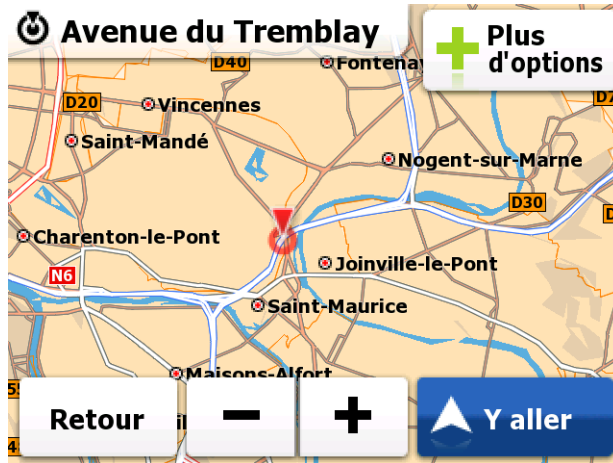 Avenue du Tremblay
Plus
d'options
D40
Fontenay
D20
Vincennes
Saint-Mandé
Nogent-sur-Marne
D30
Charenton-le-Pont
Joinville-le-Pont
N6
Saint-Maurice
Maisons-Alfort
Retour
−
+
Y aller